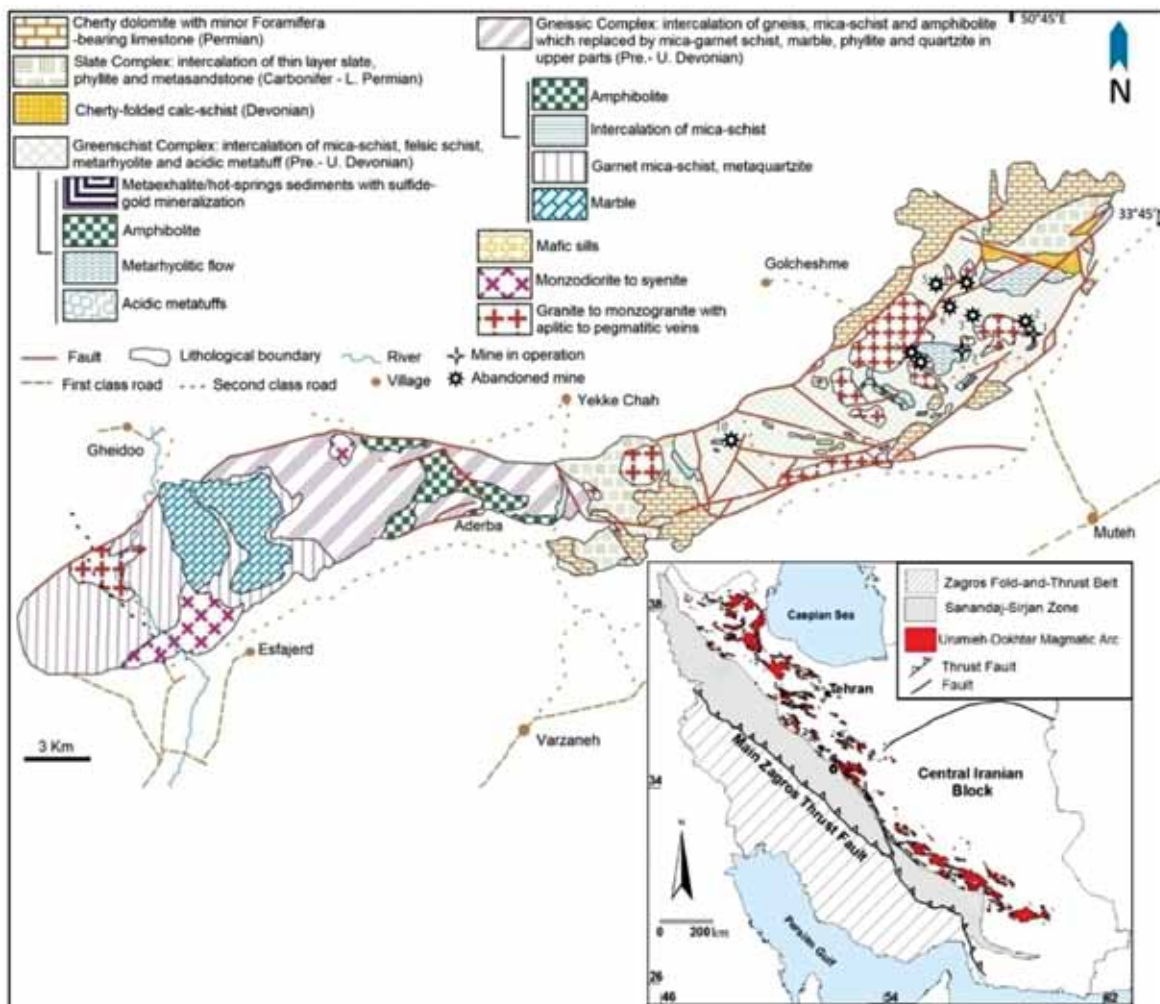 Cherty dolomite with minor Foramifera
-bearing limestone (Permian)
Slate Complex: intercalation of thin layer slate,
phyllite and metasandstone (Carbonifer - L. Permian)
Cherty-folded calc-schist (Devonian)
Greenschist Complex: intercalation of mica-schist, felsic schist,
metarhyolite and acidic metatuff (Pre.- U. Devonian)
Metaexhalite/hot-springs sediments with sulfide-
gold mineralization
Amphibolite
Metarhyolitic flow
Acidic metatuffs
Gneissic Complex: intercalation of gneiss, mica-schist and amphibolite
which replaced by mica-garnet schist, marble, phyllite and quartzite in
upper parts (Pre.- U. Devonian)
Amphibolite
Intercalation of mica-schist
Garnet mica-schist, metaquartzite
Marble
Mafic sills
Monzodiorite to syenite
Granite to monzogranite with
aplitic to pegmatitic veins
Fault
Lithological boundary
River
Mine in operation
First class road
Second class road
Village
Abandoned mine
50°45'E
N
33°45'
Golcheshme
Yekke Chah
Gheidoo
Aderba
Muteh
Esfajerd
Varzaneh
3 Km
Zagros Fold-and-Thrust Belt
Sanandaj-Sirjan Zone
Urumieh-Dokhtar Magmatic Arc
Thrust Fault
Fault
Caspian Sea
Tehran
Central Iranian
Block
Main Zagros Thrust Fault
Persian Gulf
38
34
26
46
54
62
0 200 km